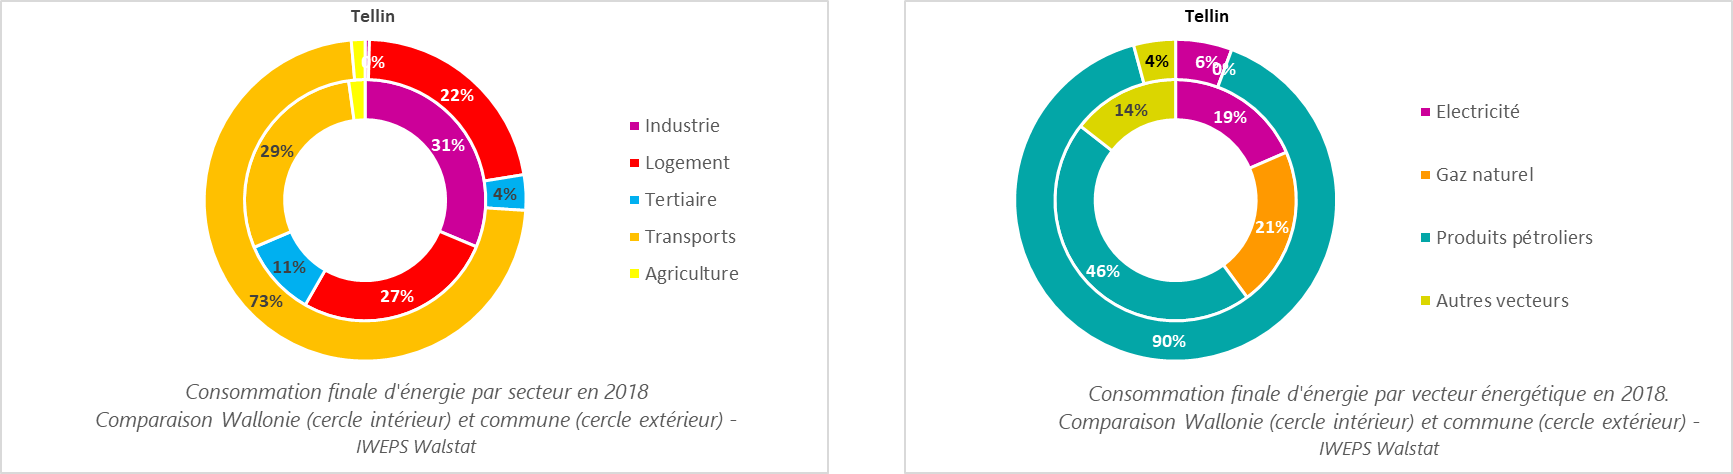 Tellin
0%
22%
31%
29%
4%
11%
27%
73%
Industrie
Logement
Tertiaire
Transports
Agriculture
Consommation finale d'énergie par secteur en 2018
Comparaison Wallonie (cercle intérieur) et commune (cercle extérieur) -
IWEPS Walstat
Tellin
4%
6%
0%
14%
19%
21%
46%
90%
Electricité
Gaz naturel
Produits pétroliers
Autres vecteurs
Consommation finale d'énergie par vecteur énergétique en 2018.
Comparaison Wallonie (cercle intérieur) et commune (cercle extérieur) -
IWEPS Walstat